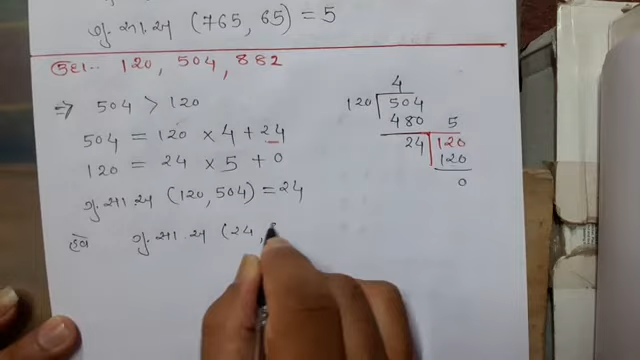 ગુ.સા.અ (765, 65) = 5
ઉદા.. 120, 504, 882
⇒ 504 > 120
504 = 120 × 4 + 24
120 = 24 × 5 + 0
ગુ.સા.અ (120, 504) = 24
હવે ગુ.સા.અ (24,
4
120 504 5
480
24 120
120
0